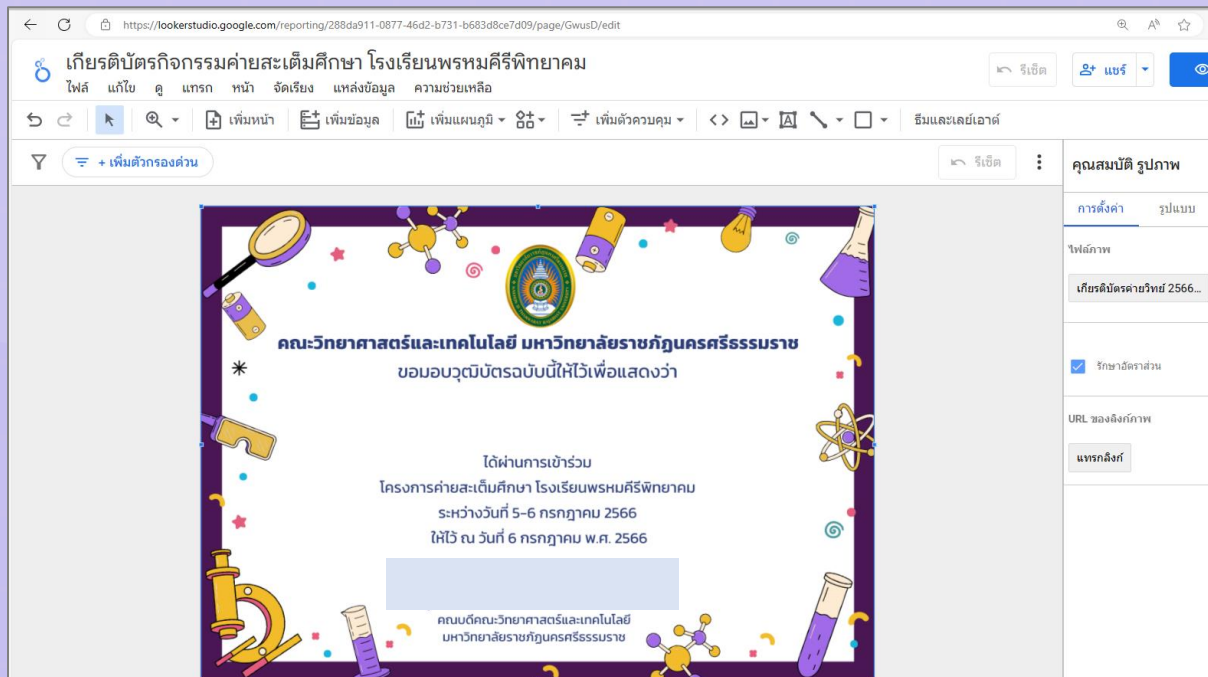 https://lookerstudio.google.com/reporting/288da911-0877-46d2-b731-b683d8ce7d09/page/GwusD/edit
เกียรติบัตรกิจกรรมค่ายสะเต็มศึกษา โรงเรียนพรหมคีรีพิทยาคม
รีเซ็ต
แชร์
ไฟล์ แก้ไข ดู แทรก หน้า จัดเรียง แหล่งข้อมูล ความช่วยเหลือ
เพิ่มหน้า เพิ่มข้อมูล เพิ่มแผนภูมิ เพิ่มตัวควบคุม ธีมและเลย์เอาต์
+ เพิ่มตัวกรองด่วน
รีเซ็ต
คุณสมบัติ รูปภาพ
การตั้งค่า รูปแบบ
ไฟล์ภาพ
เกียรติบัตรค่ายวิทย์ 2566...
รักษาอัตราส่วน
URL ของลิงก์ภาพ
แทรกลิงก์
คณะวิทยาศาสตร์และเทคโนโลยี มหาวิทยาลัยราชภัฏนครศรีธรรมราช
ขอมอบวุฒิบัตรฉบับนี้ให้ไว้เพื่อแสดงว่า
ได้ผ่านการเข้าร่วม
โครงการค่ายสะเต็มศึกษา โรงเรียนพรหมคีรีพิทยาคม
ระหว่างวันที่ 5-6 กรกฎาคม 2566
ให้ไว้ ณ วันที่ 6 กรกฎาคม พ.ศ. 2566
คณบดีคณะวิทยาศาสตร์และเทคโนโลยี
มหาวิทยาลัยราชภัฏนครศรีธรรมราช